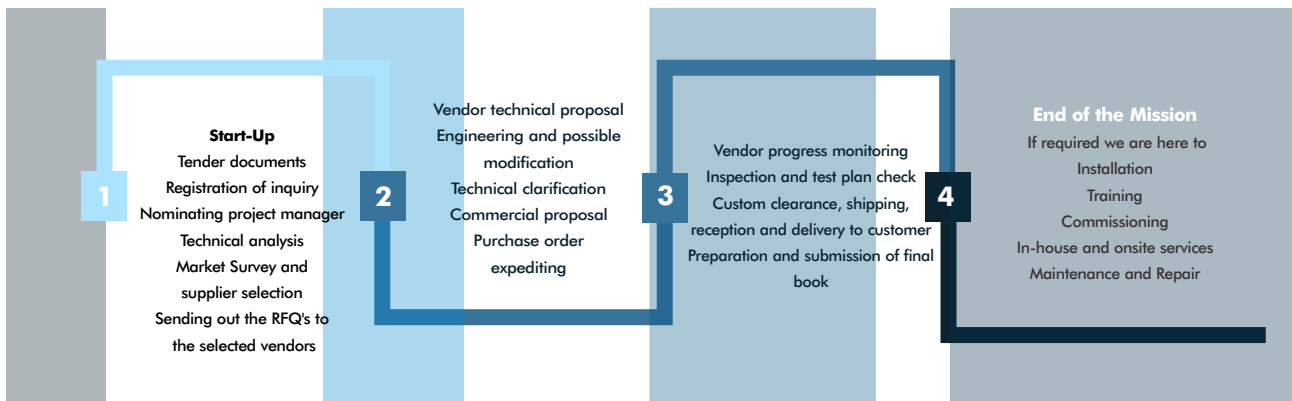 1
Start-Up
Tender documents
Registration of inquiry
Nominating project manager
Technical analysis
Market Survey and
supplier selection
Sending out the RFQ's to
the selected vendors
2
Vendor technical proposal
Engineering and possible
modification
Technical clarification
Commercial proposal
Purchase order
expediting
3
Vendor progress monitoring
Inspection and test plan check
Custom clearance, shipping,
reception and delivery to customer
Preparation and submission of final
book
4
End of the Mission
If required we are here to
Installation
Training
Commissioning
In-house and onsite services
Maintenance and Repair